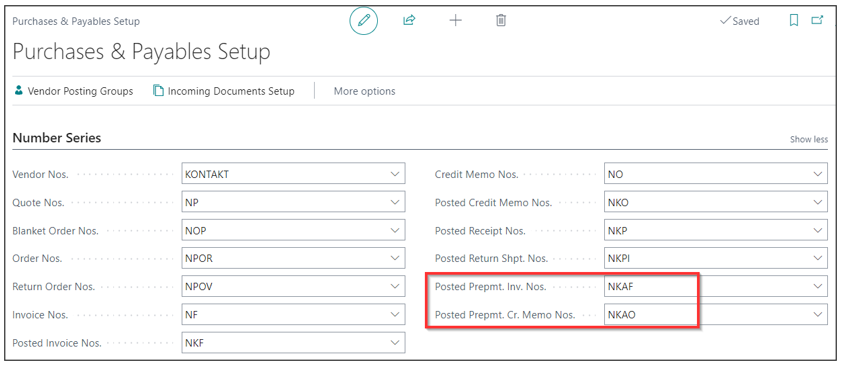 Purchases & Payables Setup
Saved
Purchases & Payables Setup
Vendor Posting Groups Incoming Documents Setup More options
Number Series
Show less
Vendor Nos. KONTAKT
Quote Nos. NP
Blanket Order Nos. NOP
Order Nos. NPOR
Return Order Nos. NPOV
Invoice Nos. NF
Posted Invoice Nos. NKF
Credit Memo Nos. NO
Posted Credit Memo Nos. NKO
Posted Receipt Nos. NKP
Posted Return Shpt. Nos. NKPI
Posted Prepmt. Inv. Nos. NKAF
Posted Prepmt. Cr. Memo Nos. NKAO